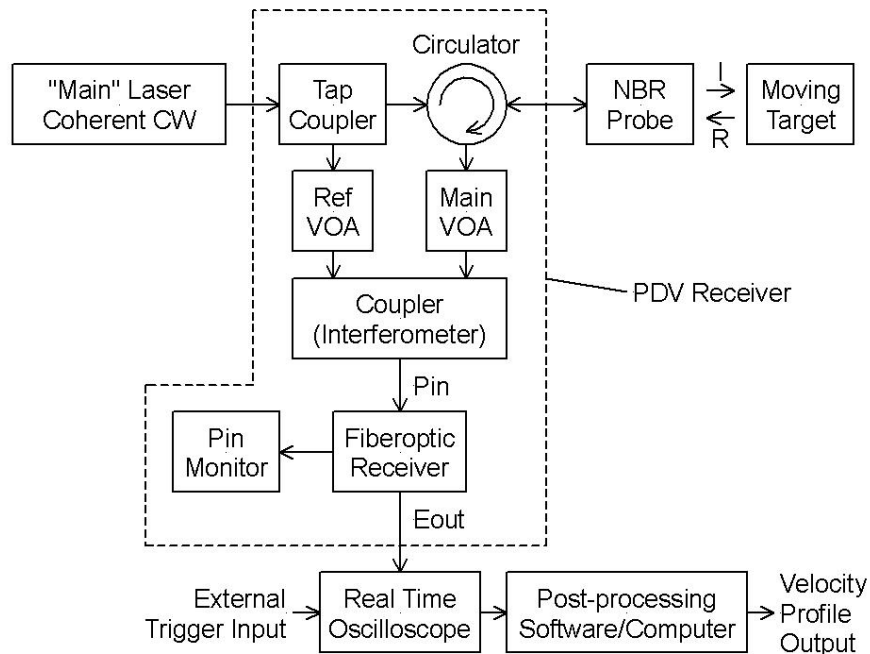 Circulator
"Main" Laser
Coherent CW
Tap
Coupler
NBR
Probe
I
R
Moving
Target
Ref
VOA
Main
VOA
Coupler
(Interferometer)
PDV Receiver
Pin
Pin
Monitor
Fiberoptic
Receiver
Eout
External
Trigger Input
Real Time
Oscilloscope
Post-processing
Software/Computer
Velocity
Profile
Output